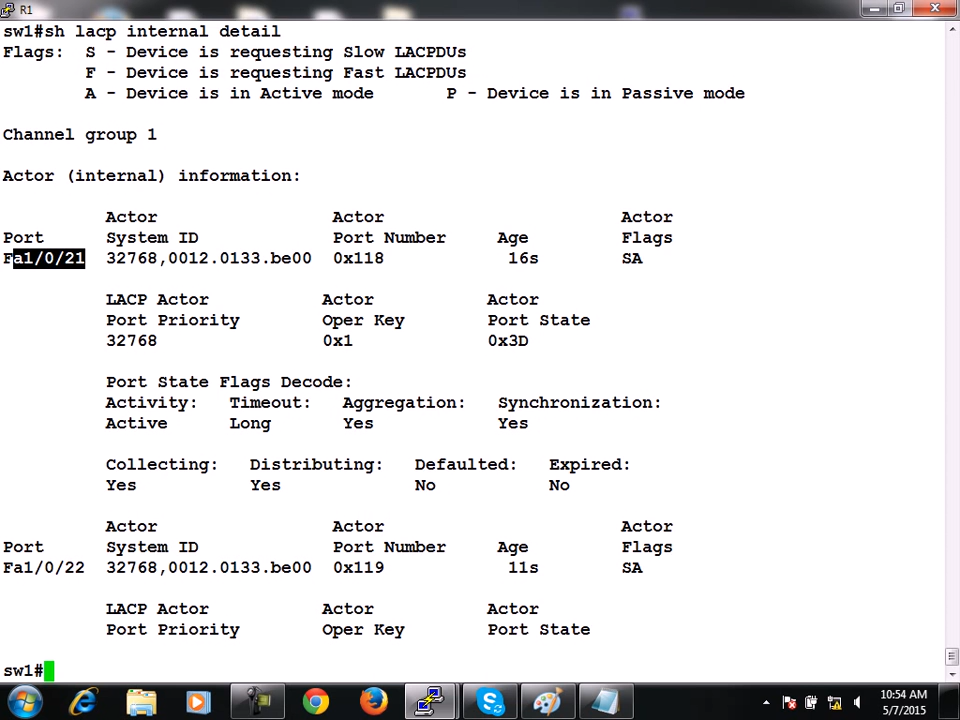 R1
sw1#sh lacp internal detail
Flags:  S - Device is requesting Slow LACPDUs
        F - Device is requesting Fast LACPDUs
        A - Device is in Active mode       P - Device is in Passive mode
Channel group 1
Actor (internal) information:
          Actor                 Actor                      Actor
Port      System ID             Port Number     Age        Flags
Fa1/0/21  32768,0012.0133.be00  0x118            16s        SA
          LACP Actor           Actor           Actor
          Port Priority        Oper Key        Port State
          32768                0x1             0x3D
          Port State Flags Decode:
          Activity:   Timeout:   Aggregation:   Synchronization:
          Active      Long       Yes            Yes
          Collecting:   Distributing:   Defaulted:   Expired:
          Yes           Yes             No           No
          Actor                 Actor                      Actor
Port      System ID             Port Number     Age        Flags
Fa1/0/22  32768,0012.0133.be00  0x119            11s        SA
          LACP Actor           Actor           Actor
          Port Priority        Oper Key        Port State
sw1#
10:54 AM
5/7/2015